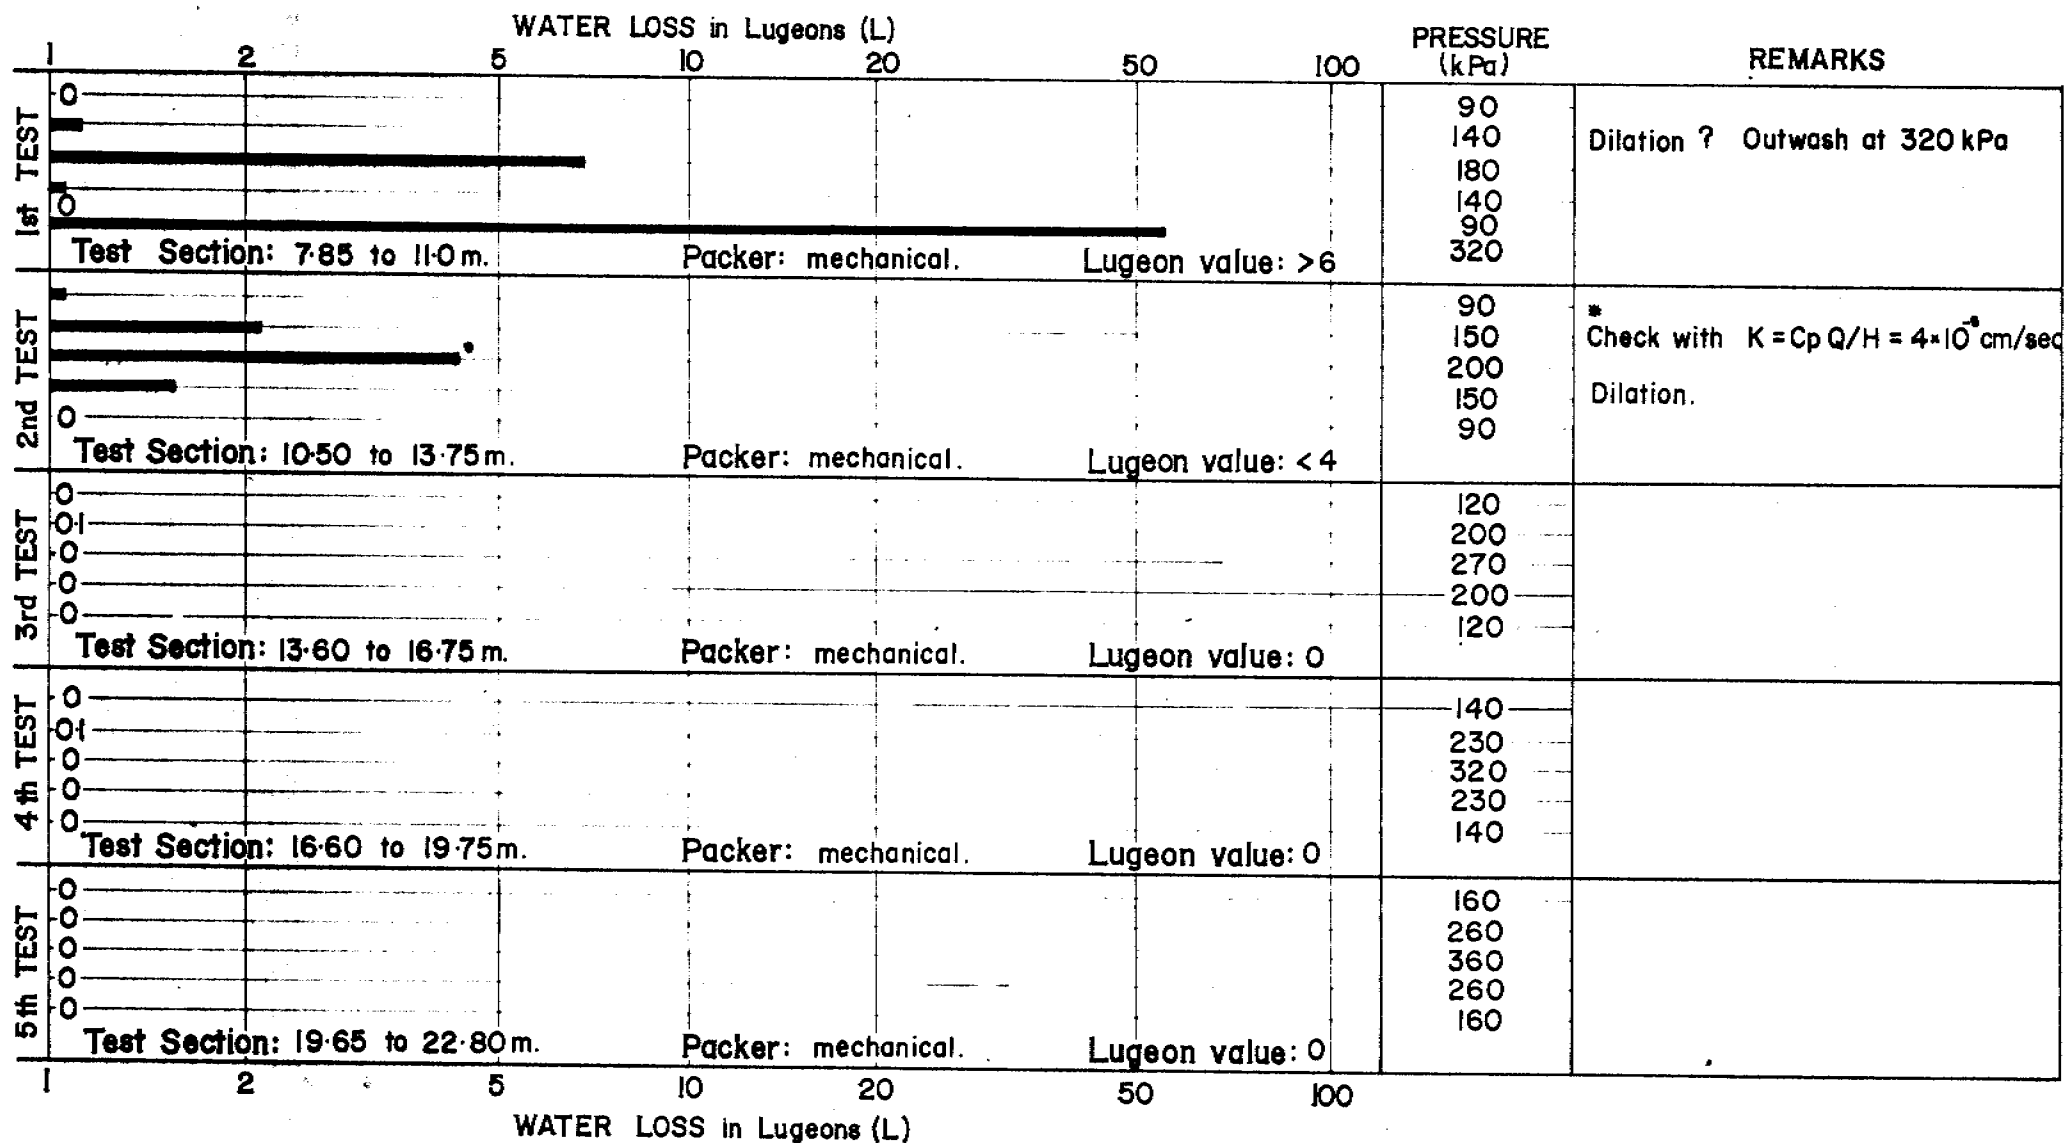 WATER LOSS in Lugeons (L)
1 2 5 10 20 50 100 PRESSURE (kPa) REMARKS
1st TEST
0 90
140 Dilation ? Outwash at 320 kPa
180
140
0 90
320
Test Section: 7·85 to 11·0 m. Packer: mechanical. Lugeon value: >6
2nd TEST
90 *
150 Check with K = Cp Q/H = 4×10 cm/sec
* 200
150 Dilation.
0 90
Test Section: 10·50 to 13·75 m. Packer: mechanical. Lugeon value: <4
3rd TEST
0 120
0·1 200
0 270
0 200
0 120
Test Section: 13·60 to 16·75 m. Packer: mechanical. Lugeon value: 0
4th TEST
0 140
0·1 230
0 320
0 230
0 140
Test Section: 16·60 to 19·75m. Packer: mechanical. Lugeon value: 0
5th TEST
0 160
0 260
0 360
0 260
0 160
Test Section: 19·65 to 22·80m. Packer: mechanical. Lugeon value: 0
1 2 5 10 20 50 100
WATER LOSS in Lugeons (L)